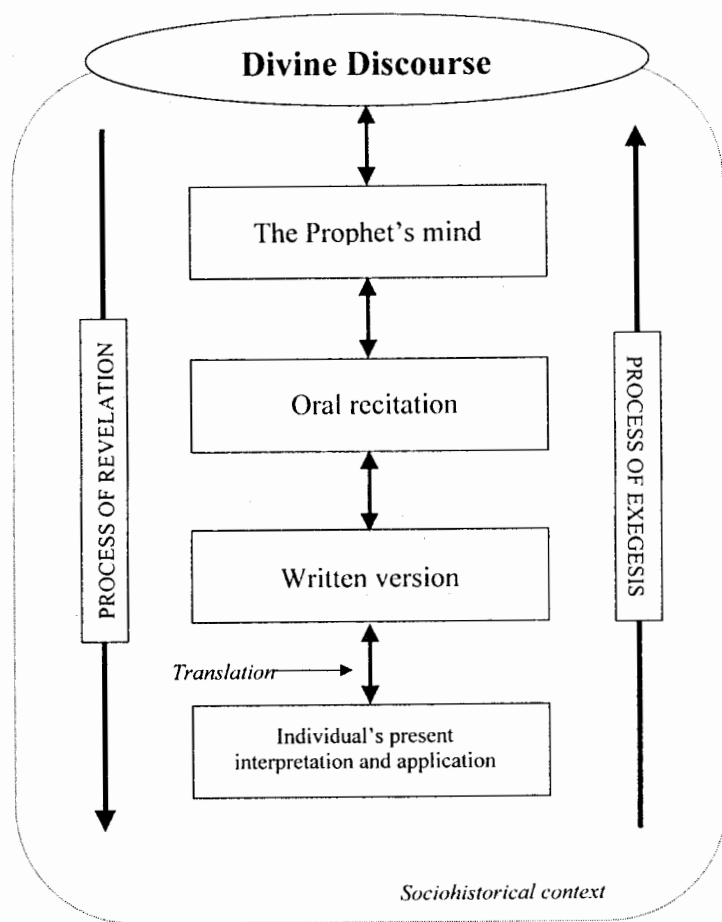 Divine Discourse
The Prophet's mind
PROCESS OF REVELATION
Oral recitation
PROCESS OF EXEGESIS
Written version
Translation
Individual's present
interpretation and application
Sociohistorical context